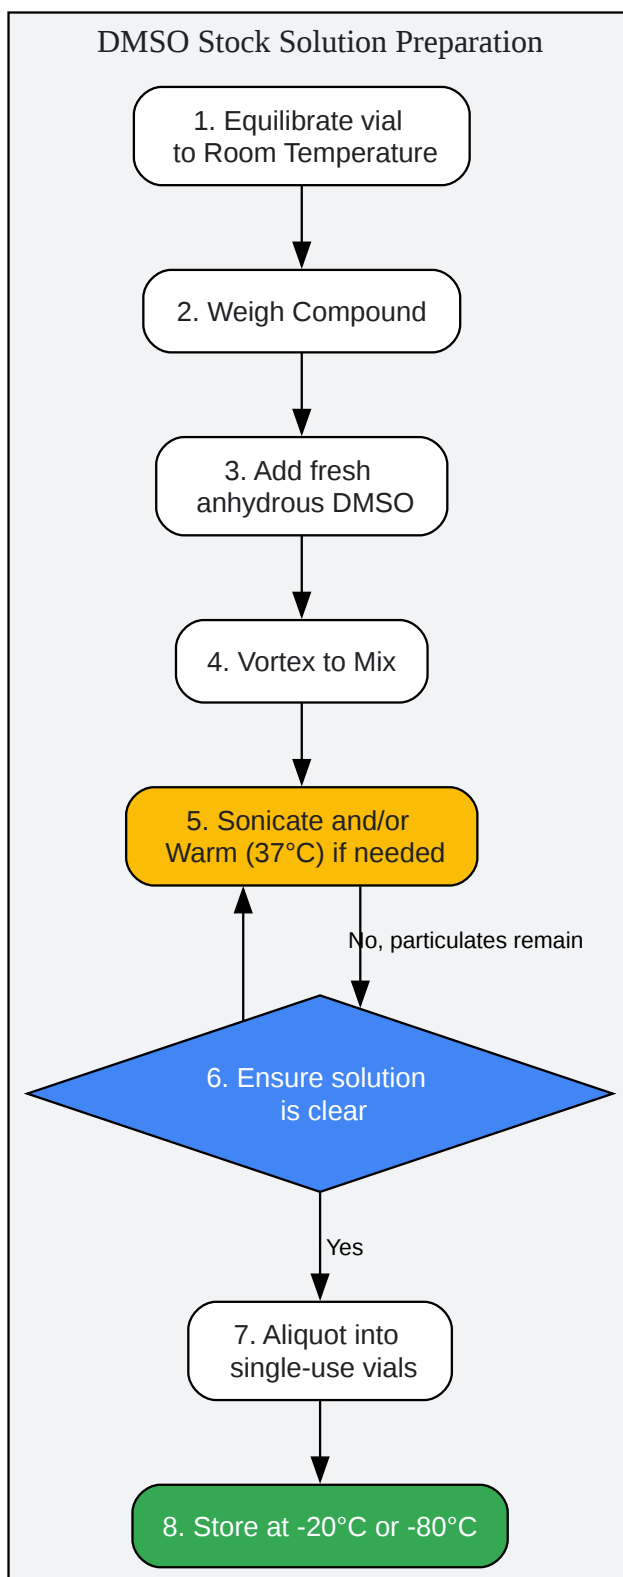 DMSO Stock Solution Preparation
1. Equilibrate vial
to Room Temperature
2. Weigh Compound
3. Add fresh
anhydrous DMSO
4. Vortex to Mix
5. Sonicate and/or
Warm (37°C) if needed
No, particulates remain
6. Ensure solution
is clear
Yes
7. Aliquot into
single-use vials
8. Store at -20°C or -80°C